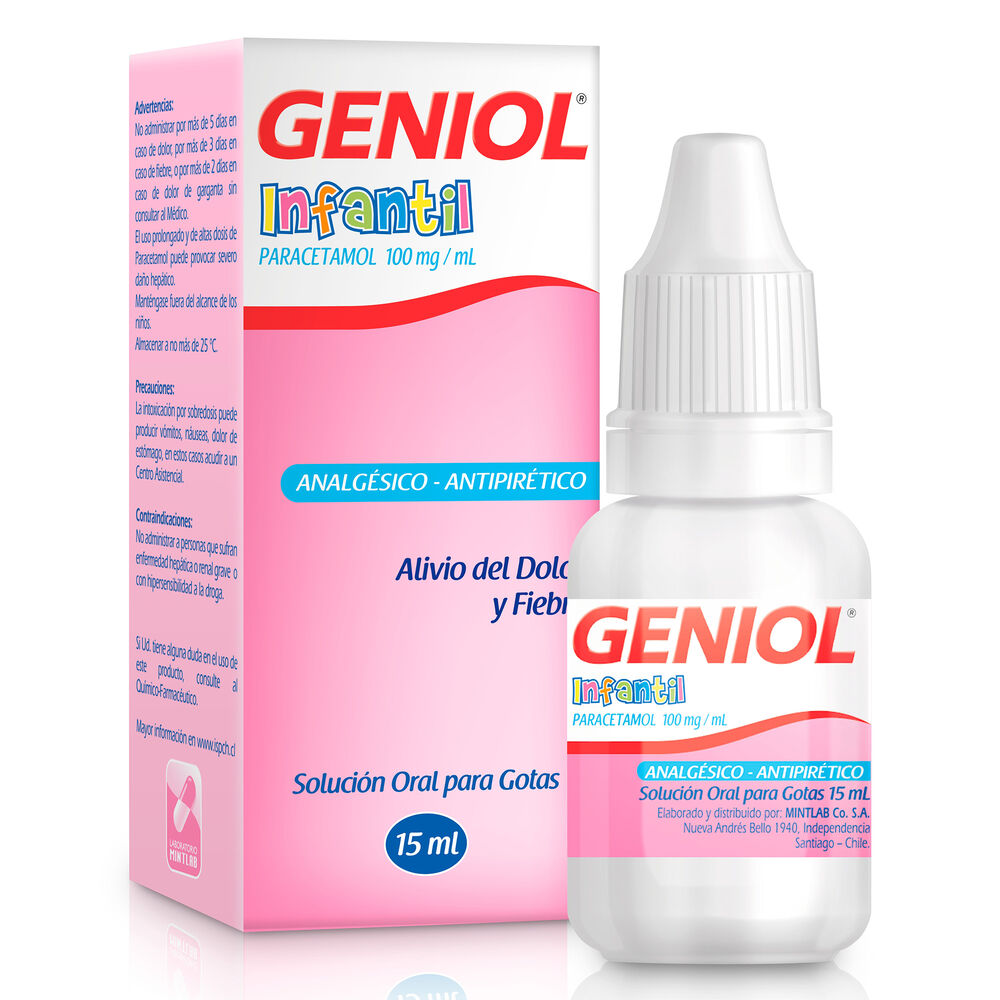 Advertencias:
No administrar por más de 5 días en
caso de dolor, por más de 3 días en
caso de fiebre, o por más de 2 días en
caso de dolor de garganta sin
consultar al Médico.
El uso prolongado y de altas dosis de
Paracetamol puede provocar severo
daño hepático.
Manténgase fuera del alcance de los
niños.
Almacenar a no más de 25 °C.
Precauciones:
La intoxicación por sobredosis puede
producir vómitos, náuseas, dolor de
estómago, en estos casos acudir a un
Centro Asistencial.
Contraindicaciones:
No administrar a personas que sufran
enfermedad hepática o renal grave o
con hipersensibilidad a la droga.
Si Ud. tiene alguna duda en el uso de
este producto, consulte al
Químico-Farmacéutico.
Mayor información en www.ispch.cl
LABORATORIO
MINTLAB
GENIOL®
Infantil
PARACETAMOL 100 mg / mL
ANALGÉSICO - ANTIPIRÉTICO
Alivio del Dolo
y Fieb
Solución Oral para Gotas
15 ml
GENIOL®
Infantil
PARACETAMOL 100 mg / mL
ANALGÉSICO - ANTIPIRÉTICO
Solución Oral para Gotas 15 mL
Elaborado y distribuido por: MINTLAB Co. S.A.
Nueva Andrés Bello 1940, Independencia
Santiago – Chile.